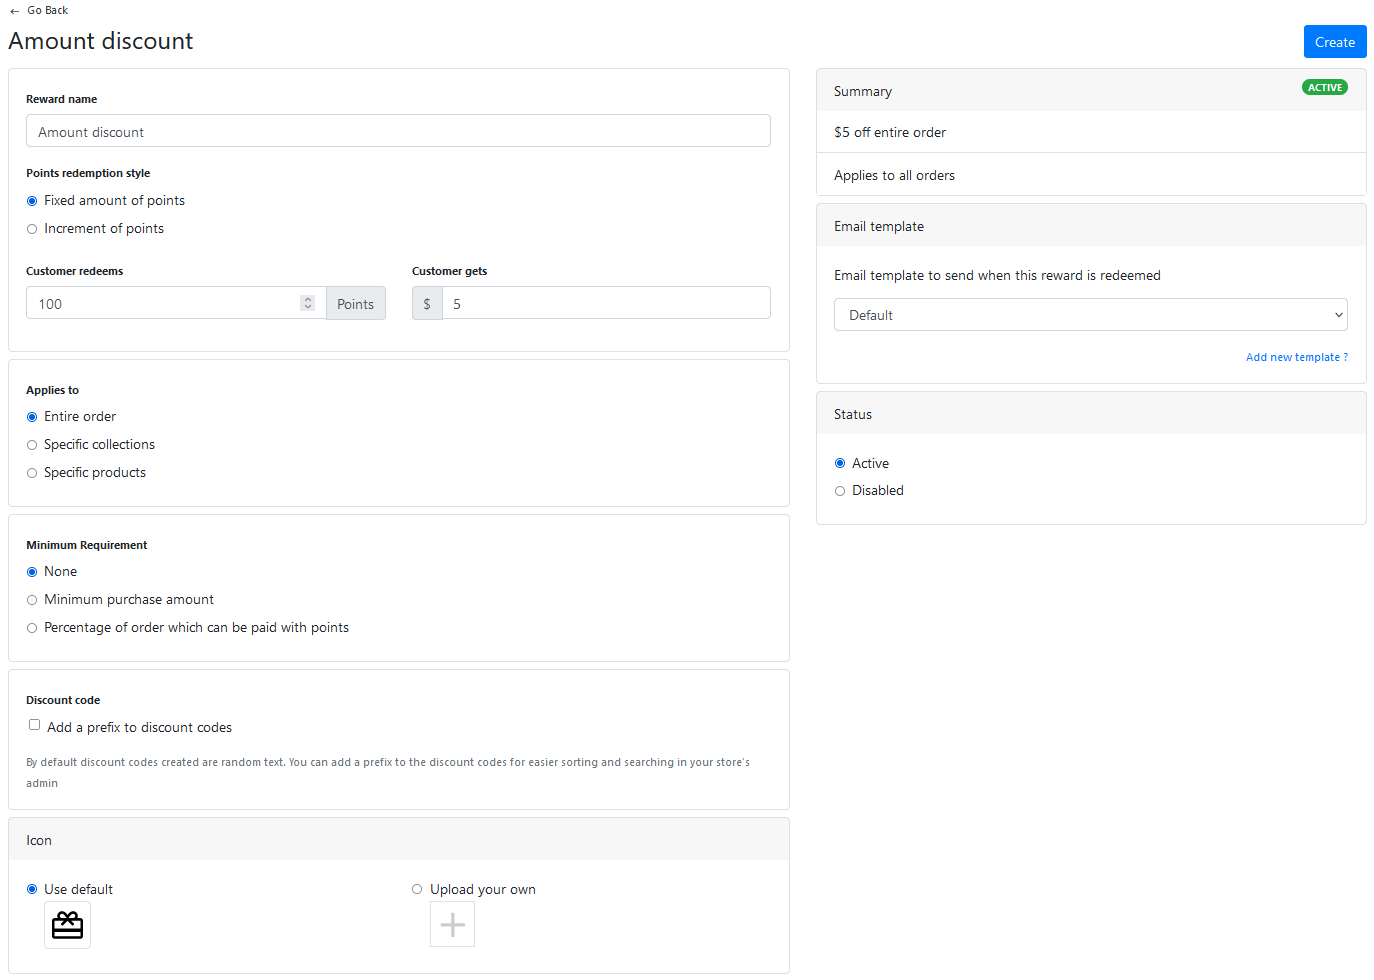 ← Go Back
Amount discount
Create
Reward name
Amount discount
Points redemption style
Fixed amount of points
Increment of points
Customer redeems
100
Points
Customer gets
$
5
Applies to
Entire order
Specific collections
Specific products
Minimum Requirement
None
Minimum purchase amount
Percentage of order which can be paid with points
Discount code
Add a prefix to discount codes
By default discount codes created are random text. You can add a prefix to the discount codes for easier sorting and searching in your store's
admin
Icon
Use default
Upload your own
Summary
ACTIVE
$5 off entire order
Applies to all orders
Email template
Email template to send when this reward is redeemed
Default
Add new template ?
Status
Active
Disabled